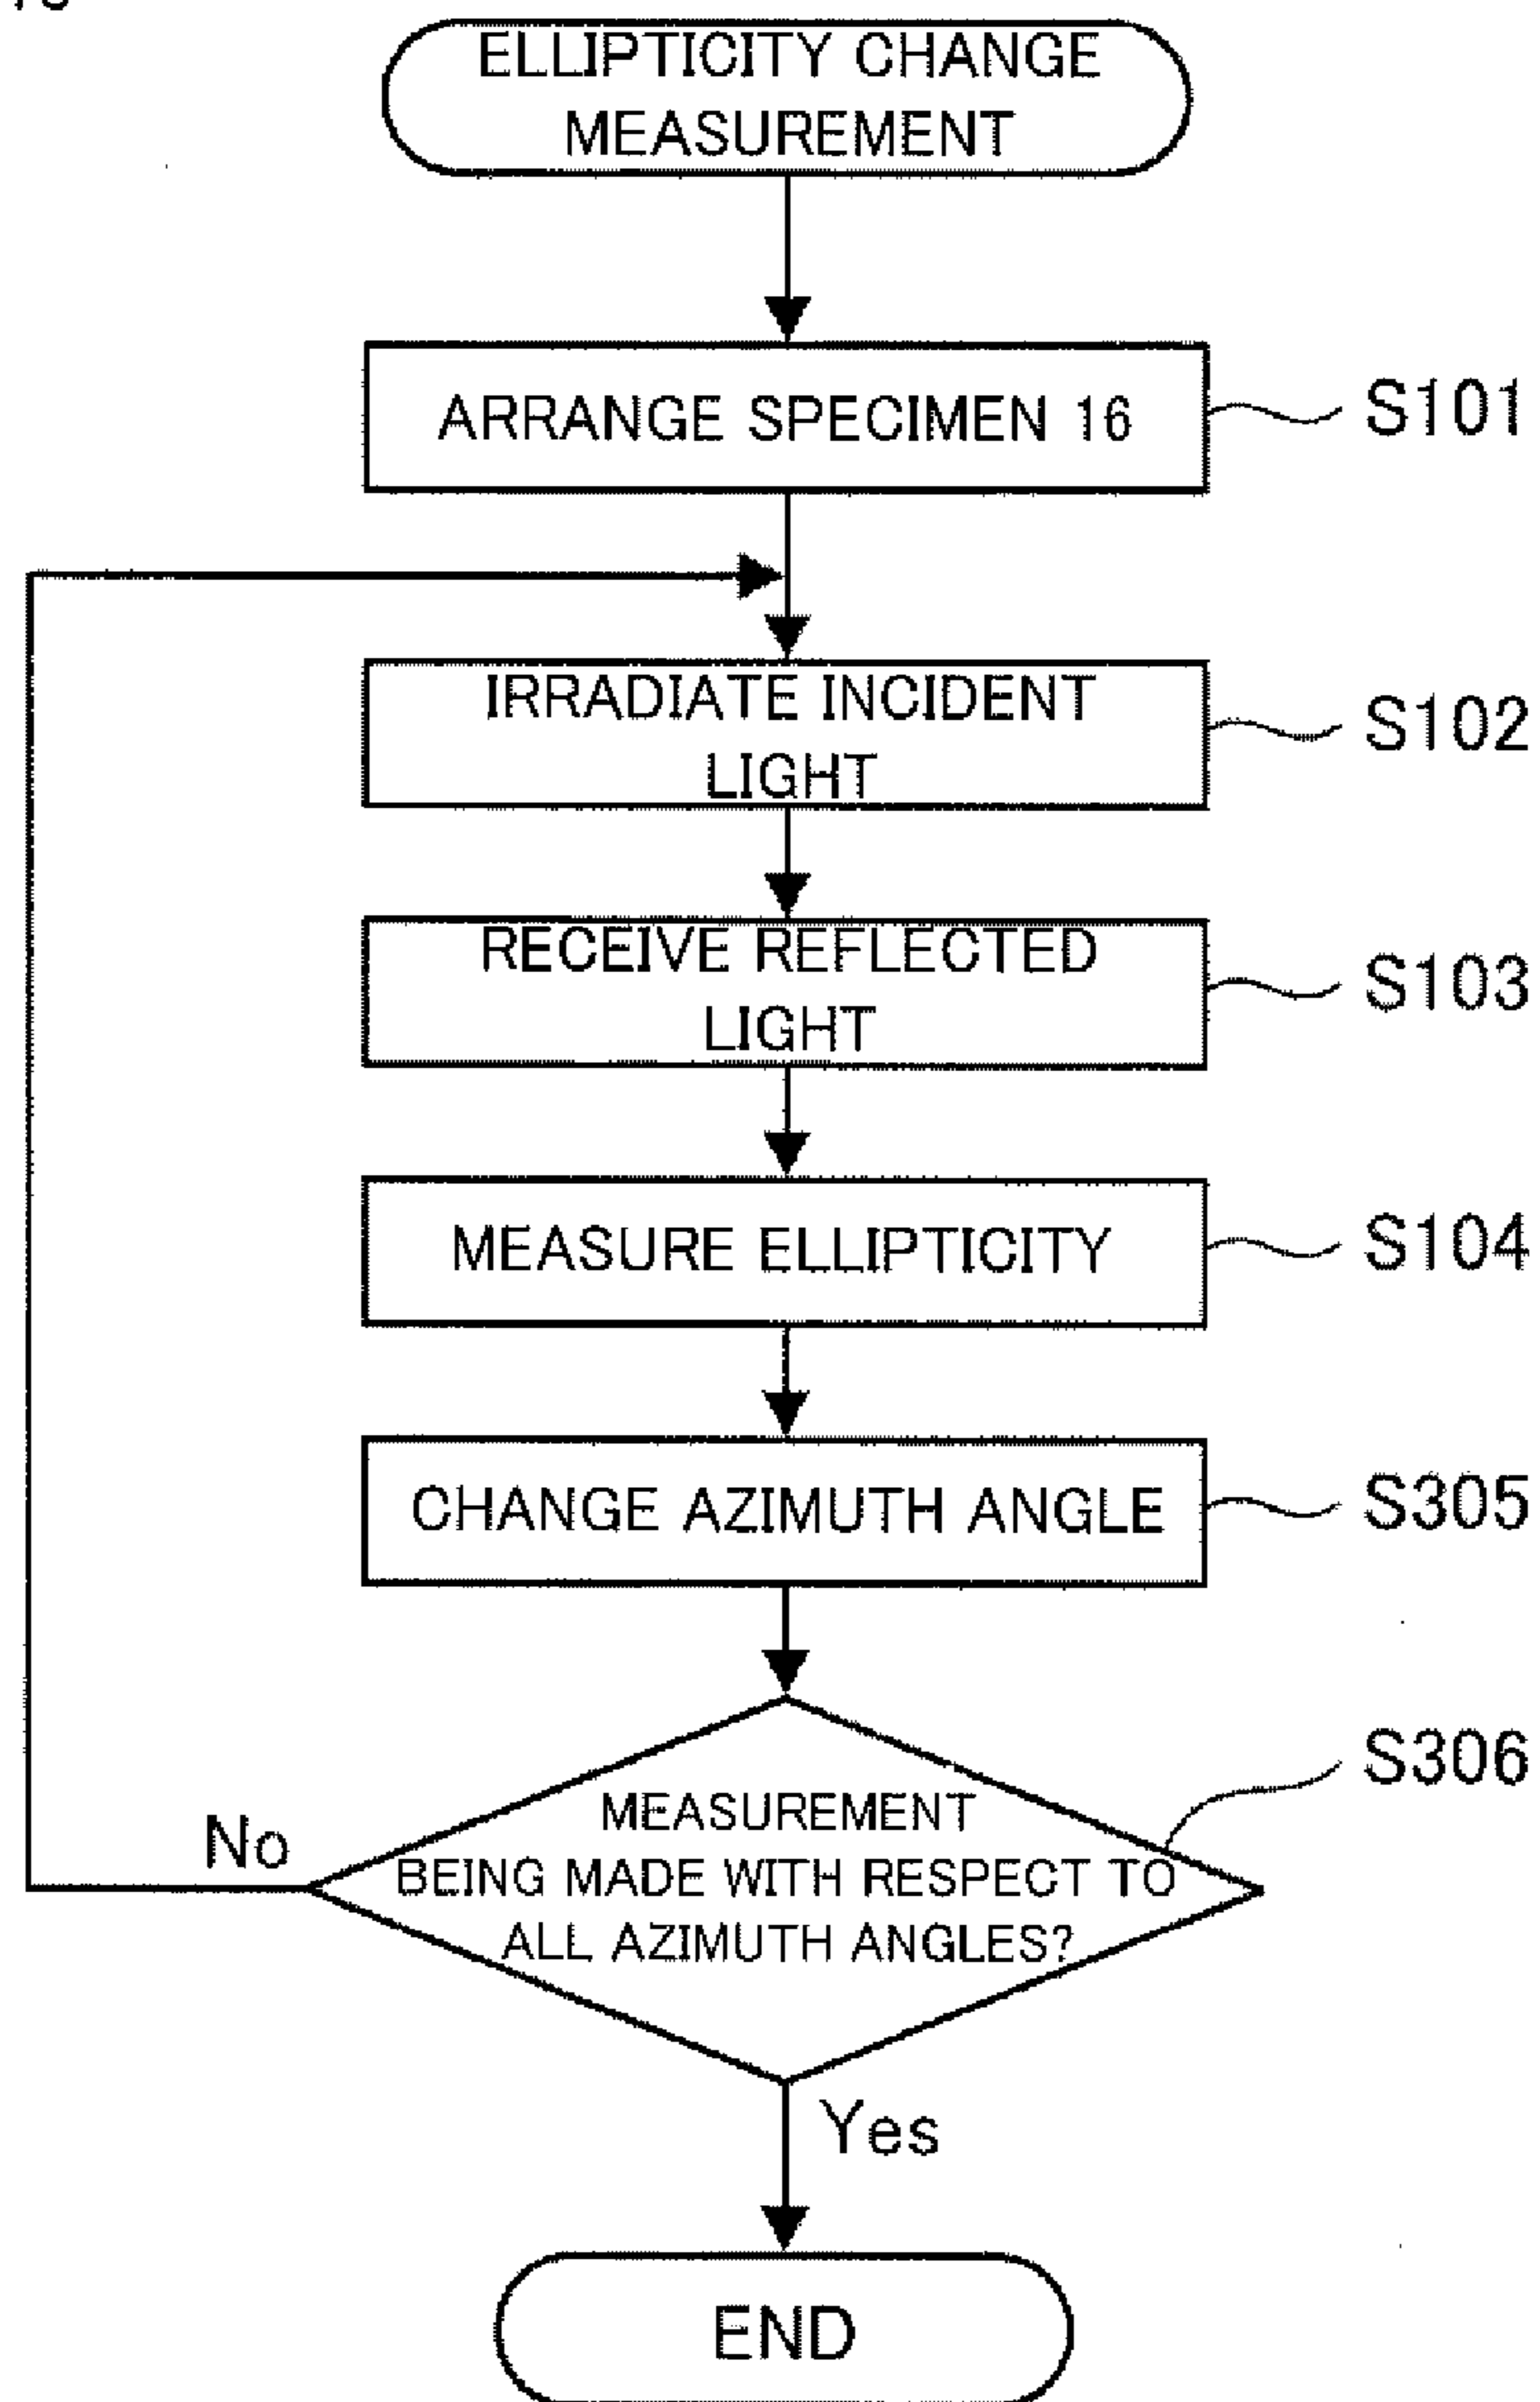 ELLIPTICITY CHANGE
MEASUREMENT
ARRANGE SPECIMEN 16
S101
IRRADIATE INCIDENT
LIGHT
S102
RECEIVE REFLECTED
LIGHT
S103
MEASURE ELLIPTICITY
S104
CHANGE AZIMUTH ANGLE
S305
S306
MEASUREMENT
BEING MADE WITH RESPECT TO
ALL AZIMUTH ANGLES?
No
Yes
END